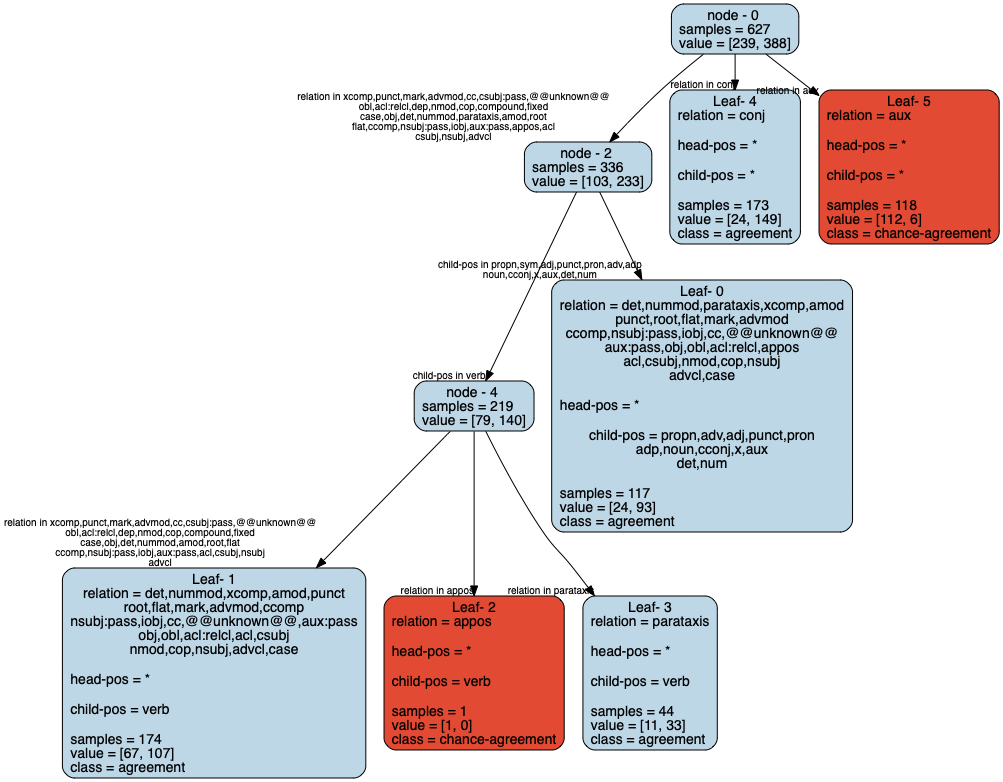 node - 0
samples = 627
value = [239, 388]
relation in xcomp,punct,mark,advmod,cc,csubj:pass,@@unknown@@
obl,acl:relcl,dep,nmod,cop,compound,fixed
case,obj,det,nummod,parataxis,amod,root
flat,ccomp,nsubj:pass,iobj,aux:pass,appos,acl
csubj,nsubj,advcl
relation in conj
relation in aux
node - 2
samples = 336
value = [103, 233]
Leaf- 4
relation = conj
head-pos = *
child-pos = *
samples = 173
value = [24, 149]
class = agreement
Leaf- 5
relation = aux
head-pos = *
child-pos = *
samples = 118
value = [112, 6]
class = chance-agreement
child-pos in propn,sym,adj,punct,pron,adv,adp
noun,cconj,x,aux,det,num
child-pos in verb
node - 4
samples = 219
value = [79, 140]
Leaf- 0
relation = det,nummod,parataxis,xcomp,amod
punct,root,flat,mark,advmod
ccomp,nsubj:pass,iobj,cc,@@unknown@@
aux:pass,obj,obl,acl:relcl,appos
acl,csubj,nmod,cop,nsubj
advcl,case
head-pos = *
child-pos = propn,adv,adj,punct,pron
adp,noun,cconj,x,aux
det,num
samples = 117
value = [24, 93]
class = agreement
relation in xcomp,punct,mark,advmod,cc,csubj:pass,@@unknown@@
obl,acl:relcl,dep,nmod,cop,compound,fixed
case,obj,det,nummod,amod,root,flat
ccomp,nsubj:pass,iobj,aux:pass,acl,csubj,nsubj
advcl
relation in appos
relation in parataxis
Leaf- 1
relation = det,nummod,xcomp,amod,punct
root,flat,mark,advmod,ccomp
nsubj:pass,iobj,cc,@@unknown@@,aux:pass
obj,obl,acl:relcl,acl,csubj
nmod,cop,nsubj,advcl,case
head-pos = *
child-pos = verb
samples = 174
value = [67, 107]
class = agreement
Leaf- 2
relation = appos
head-pos = *
child-pos = verb
samples = 1
value = [1, 0]
class = chance-agreement
Leaf- 3
relation = parataxis
head-pos = *
child-pos = verb
samples = 44
value = [11, 33]
class = agreement